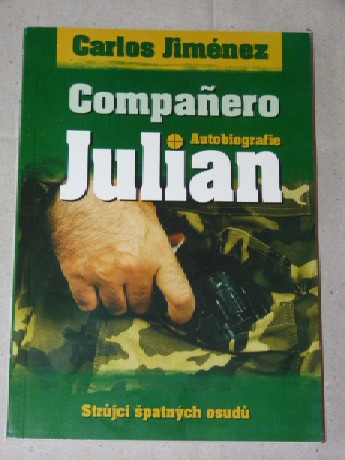 Carlos Jiménez
Compañero
Autobiografie
Julian
Strůjci špatných osudů